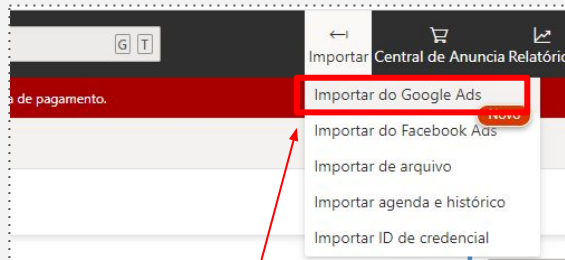 G T
Importar Central de Anuncia Relatóric
a de pagamento.
Importar do Google Ads
Novo
Importar do Facebook Ads
Importar de arquivo
Importar agenda e histórico
Importar ID de credencial